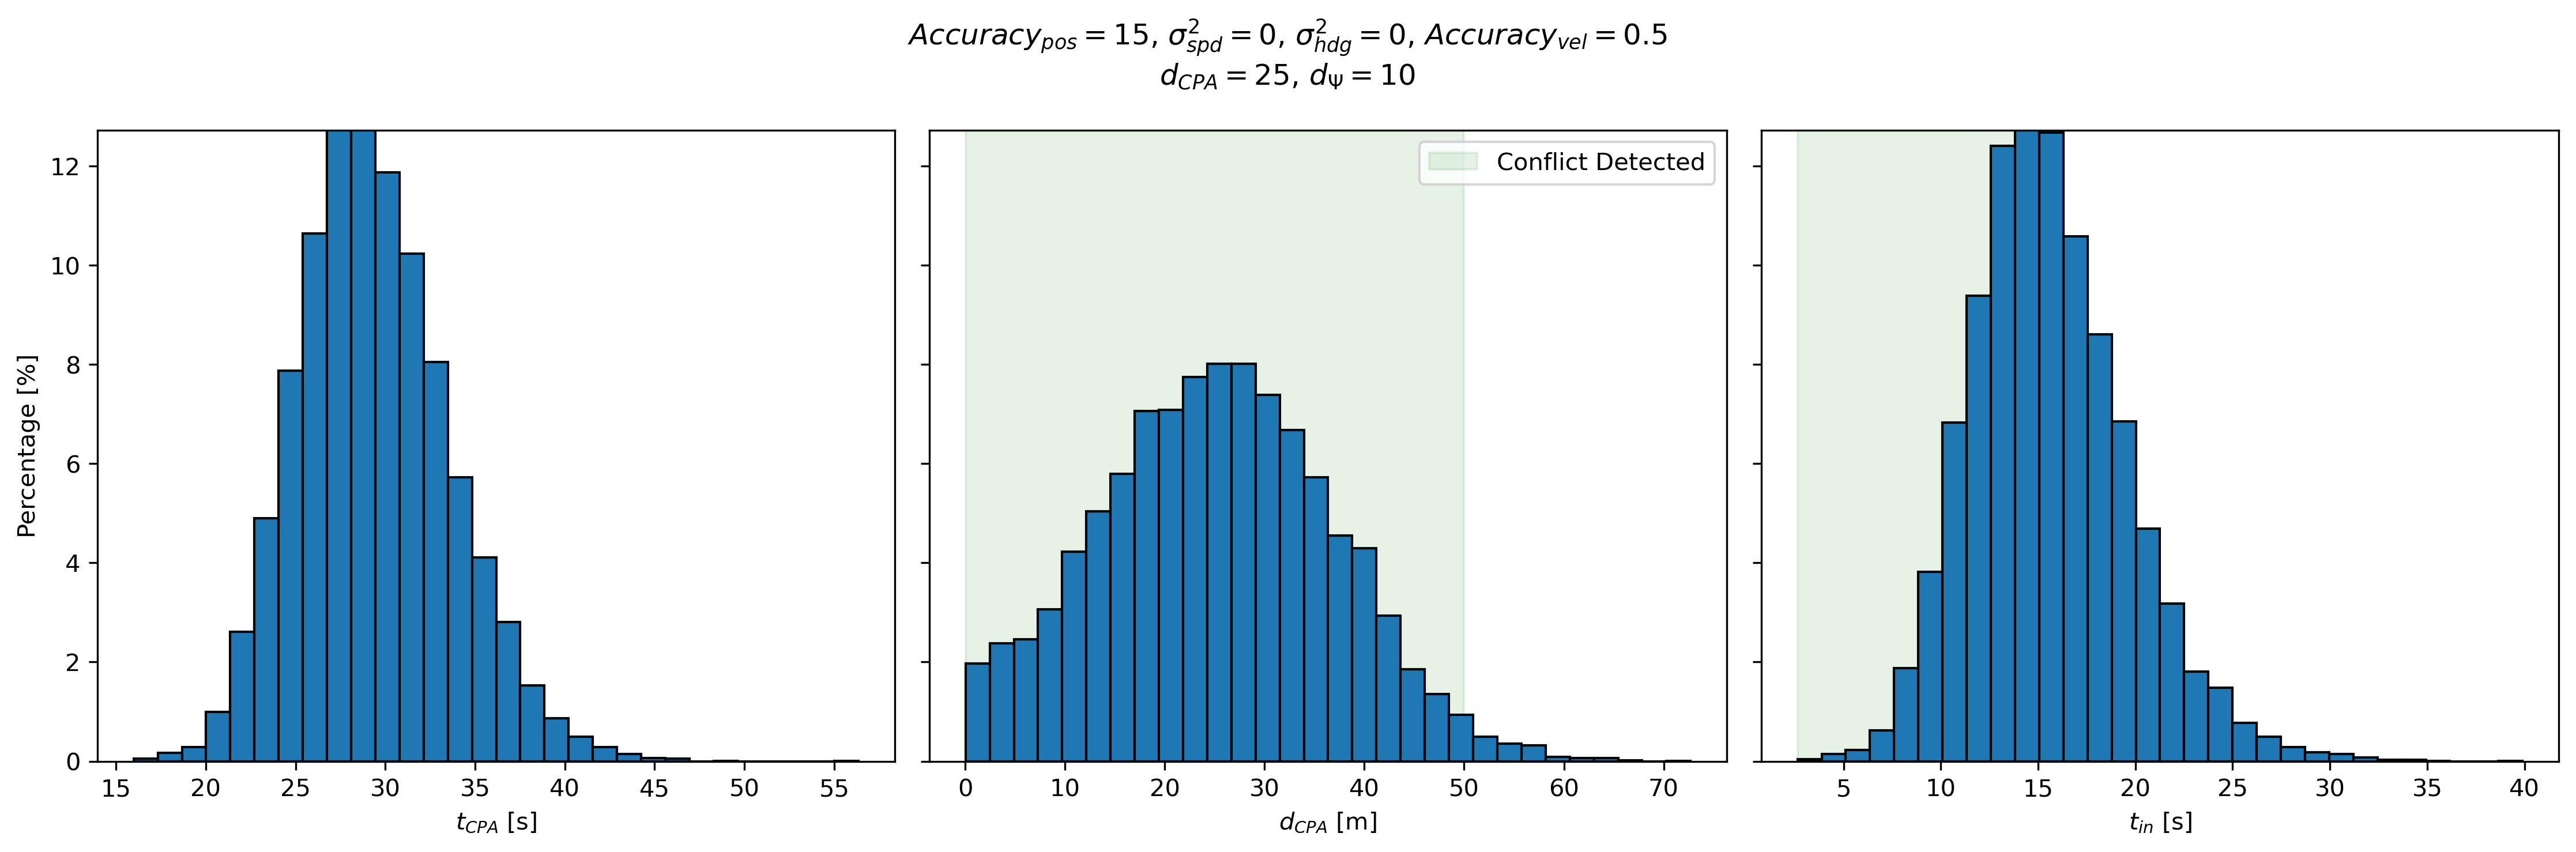 Accuracy_pos = 15, σ²_spd = 0, σ²_hdg = 0, Accuracy_vel = 0.5
d_CPA = 25, d_Ψ = 10
Percentage [%]
12
10
8
6
4
2
0
15 20 25 30 35 40 45 50 55
t_CPA [s]
Conflict Detected
0 10 20 30 40 50 60 70
d_CPA [m]
5 10 15 20 25 30 35 40
t_in [s]